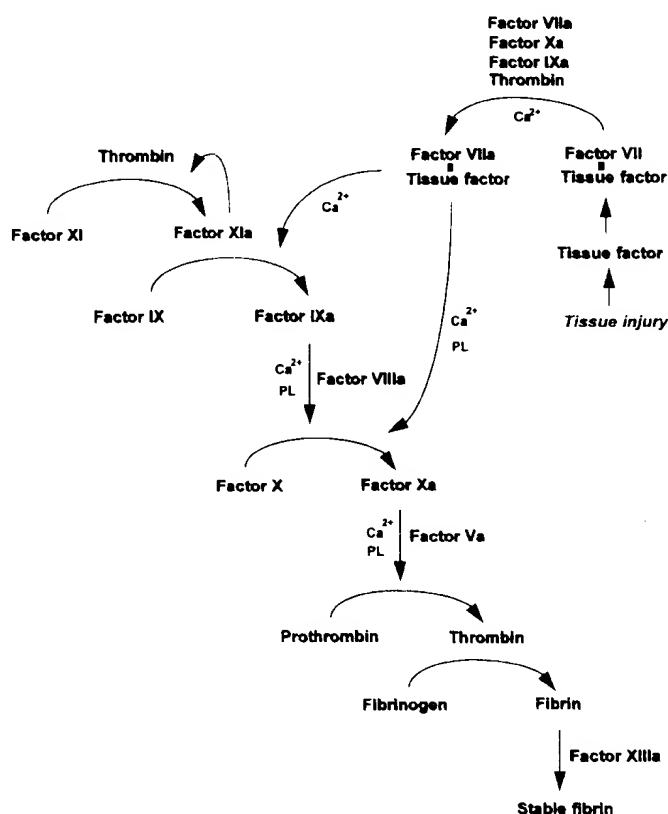 Factor VIIa
Factor Xa
Factor IXa
Thrombin
Ca2+
Thrombin
Factor VIIa
Tissue factor
Factor VII
Tissue factor
Ca2+
Factor XI
Factor XIa
Tissue factor
Factor IX
Factor IXa
Ca2+
PL
Tissue injury
Ca2+
PL
Factor VIIIa
Factor X
Factor Xa
Ca2+
PL
Factor Va
Prothrombin
Thrombin
Fibrinogen
Fibrin
Factor XIIIa
Stable fibrin